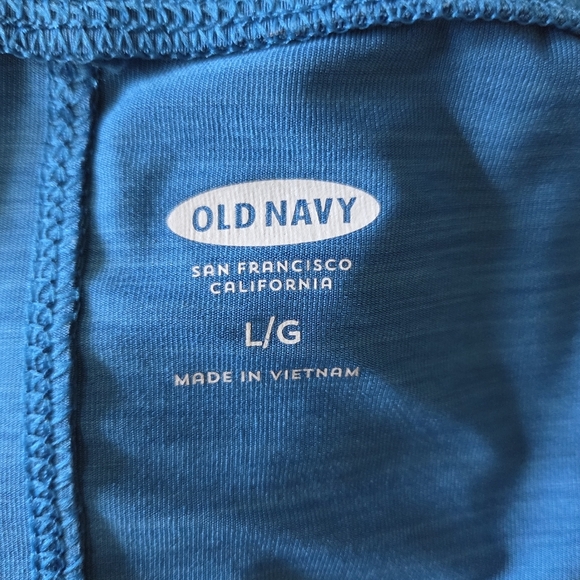 OLD NAVY
SAN FRANCISCO
CALIFORNIA
L/G
MADE IN VIETNAM